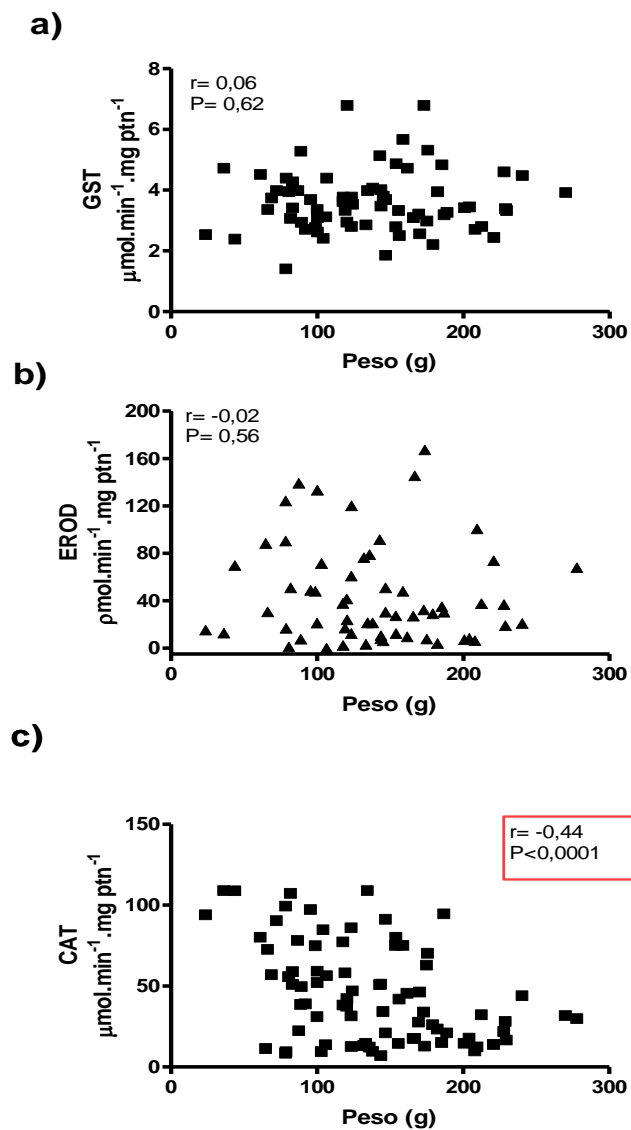 a)
r= 0,06
P= 0,62
8
6
4
2
0
GST
μmol.min⁻¹.mg ptn⁻¹
0 100 200 300
Peso (g)
b)
r= -0,02
P= 0,56
200
160
120
80
40
0
EROD
ρmol.min⁻¹.mg ptn⁻¹
0 100 200 300
Peso (g)
c)
r= -0,44
P<0,0001
150
100
50
0
CAT
μmol.min⁻¹.mg ptn⁻¹
0 100 200 300
Peso (g)